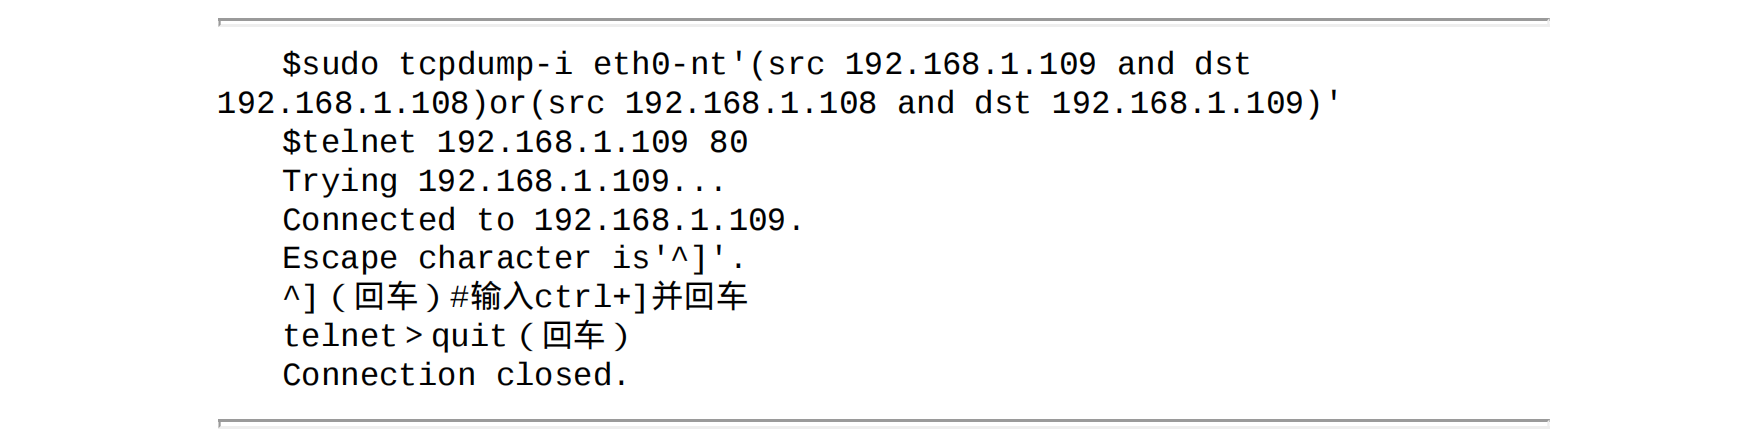 $sudo tcpdump-i eth0-nt'(src 192.168.1.109 and dst
192.168.1.108)or(src 192.168.1.108 and dst 192.168.1.109)'
$telnet 192.168.1.109 80
Trying 192.168.1.109...
Connected to 192.168.1.109.
Escape character is'^]'.
^]（回车）#输入ctrl+]并回车
telnet＞quit（回车）
Connection closed.